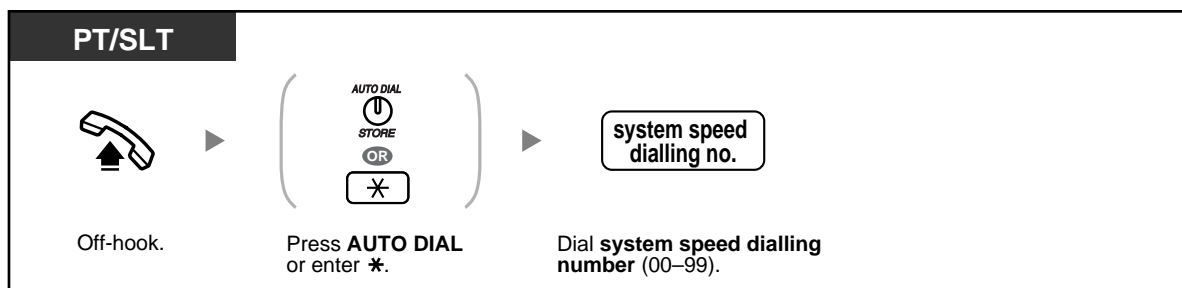 PT/SLT
AUTO DIAL
STORE
OR
*
system speed
dialling no.
Off-hook.
Press AUTO DIAL
or enter *.
Dial system speed dialling
number (00–99).